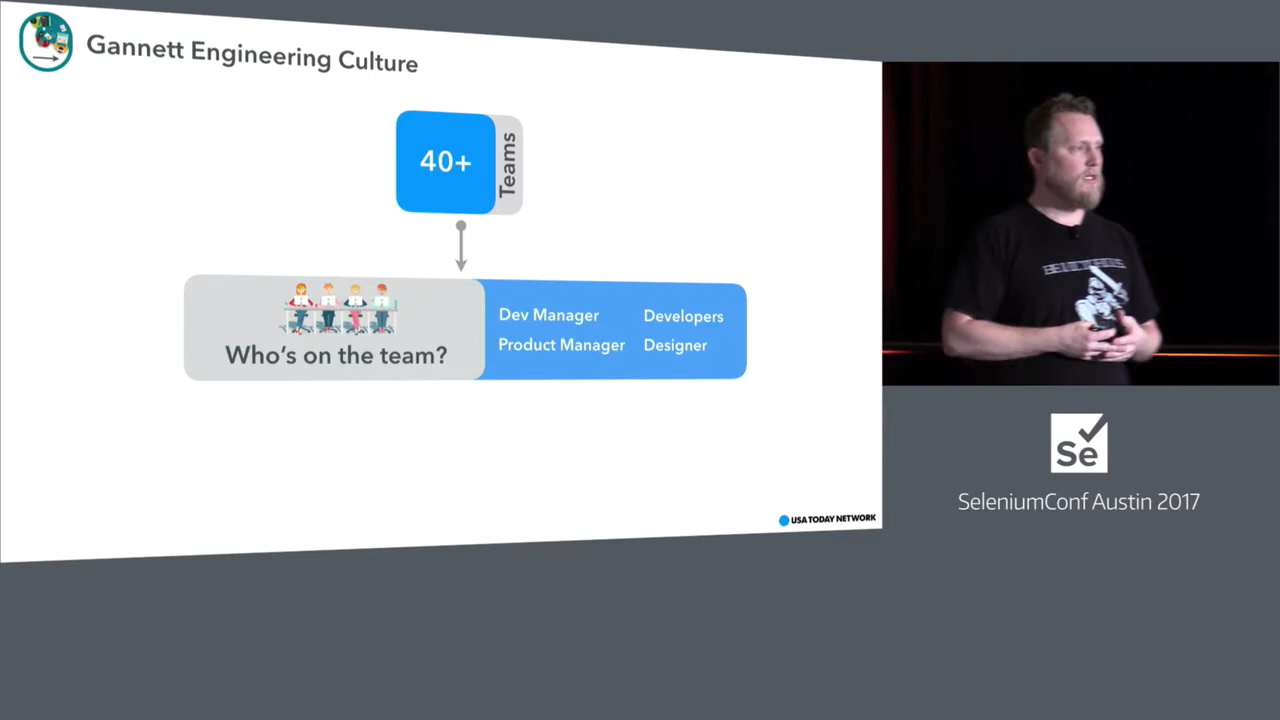 Gannett Engineering Culture
40+
Teams
Who's on the team?
Dev Manager
Developers
Product Manager
Designer
USA TODAY NETWORK
Se
SeleniumConf Austin 2017